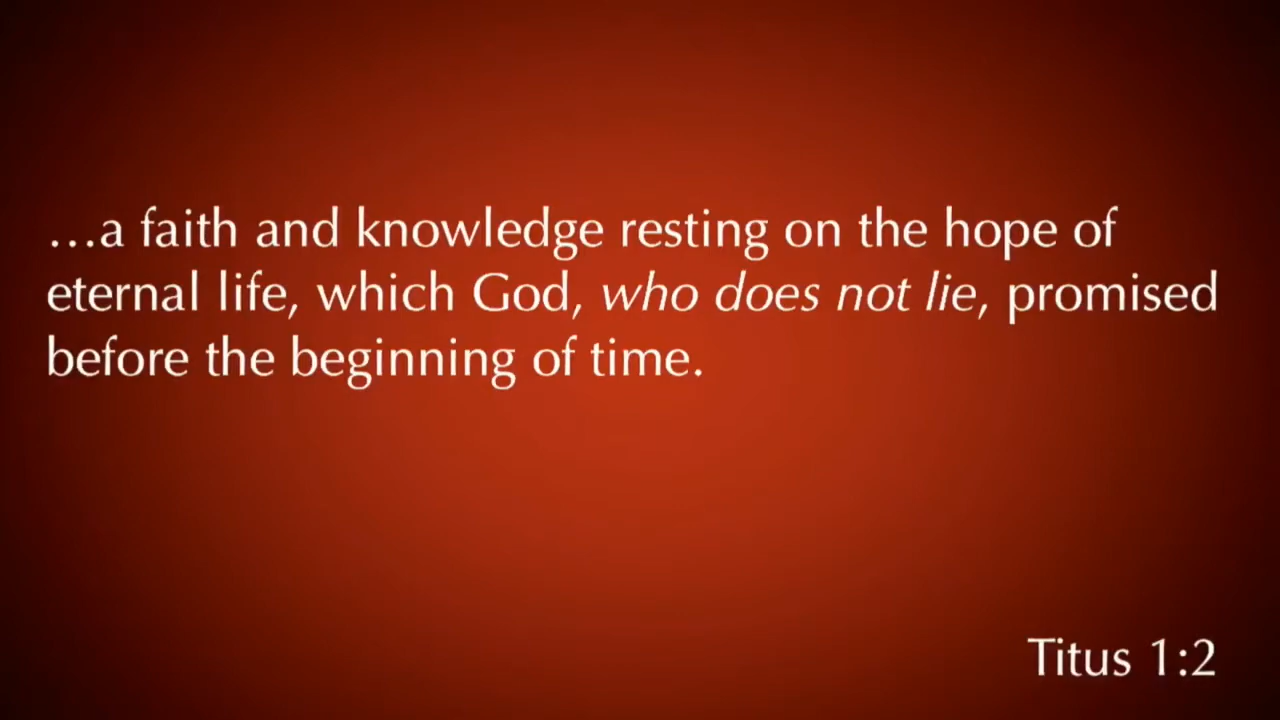 …a faith and knowledge resting on the hope of
eternal life, which God, who does not lie, promised
before the beginning of time.
Titus 1:2